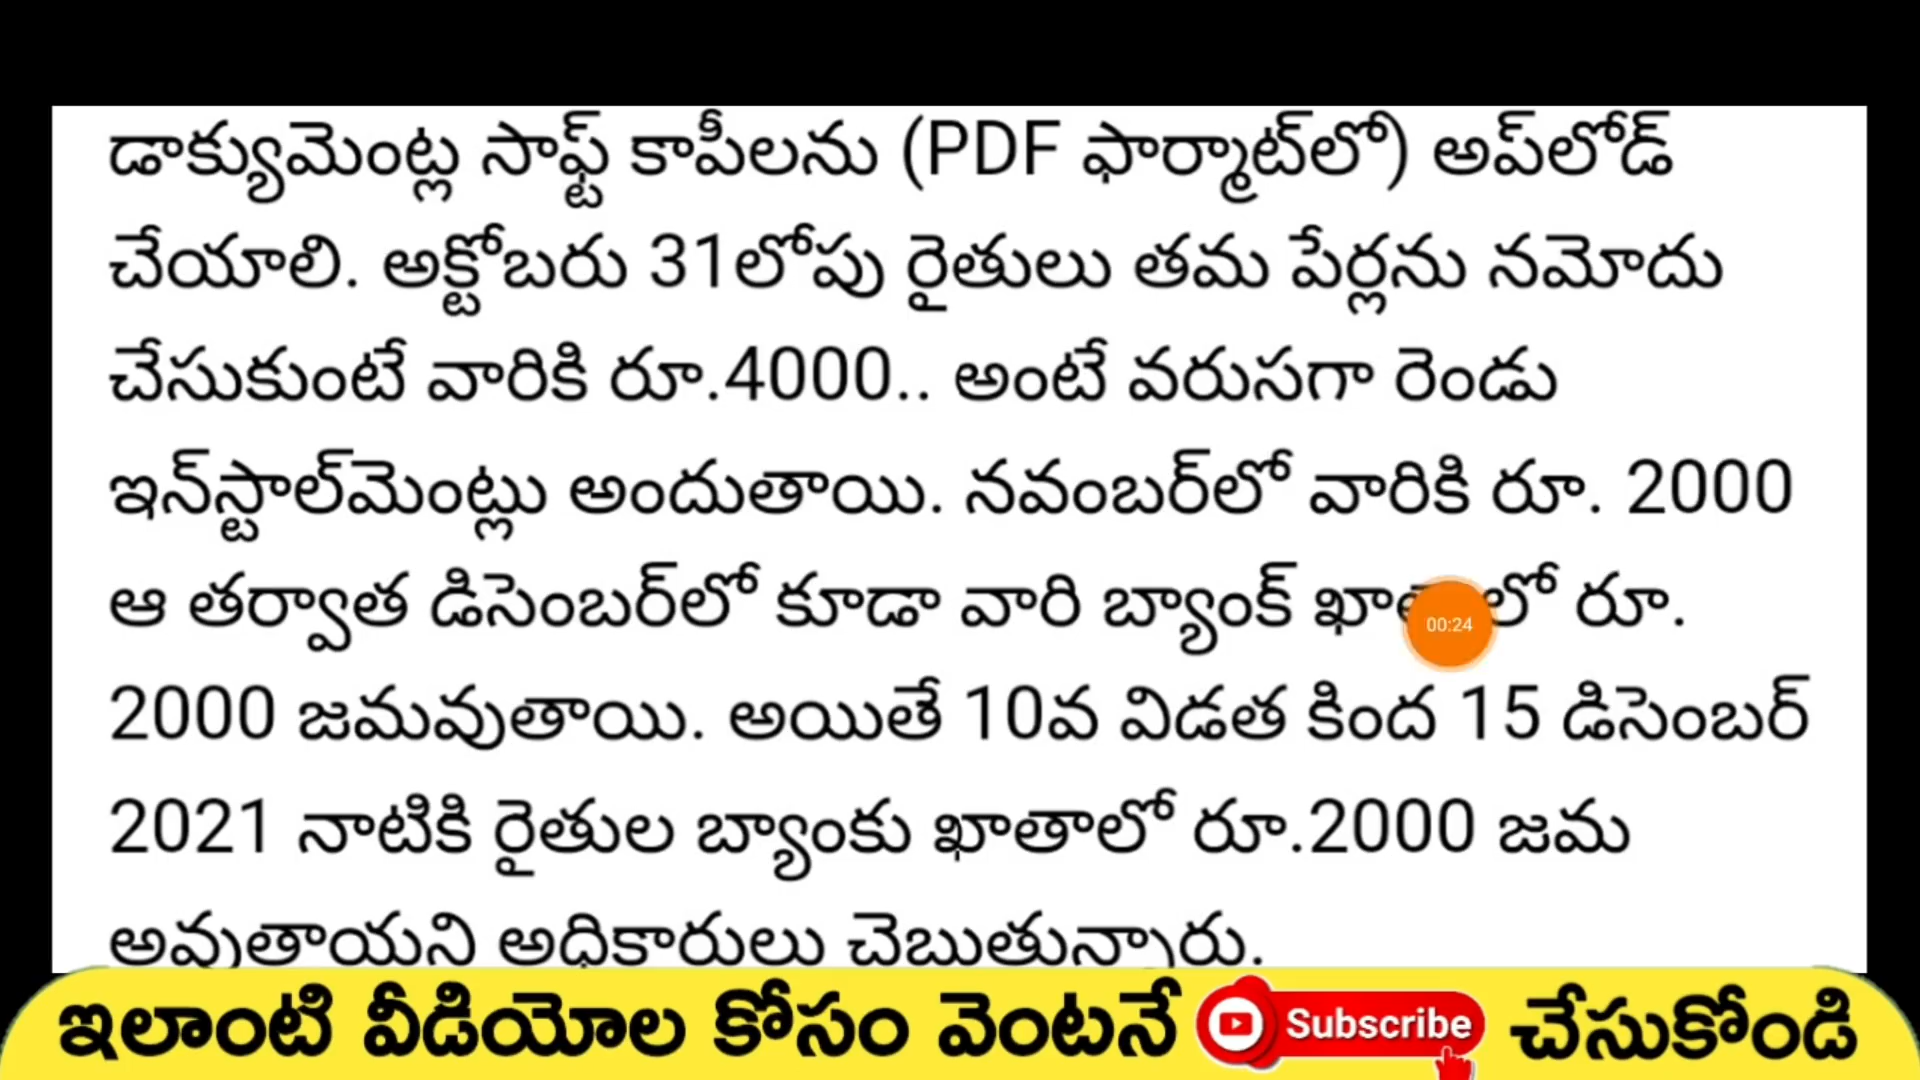 డాక్యుమెంట్ల సాఫ్ట్ కాపీలను (PDF ఫార్మాట్‌లో) అప్‌లోడ్
చేయాలి. అక్టోబరు 31లోపు రైతులు తమ పేర్లను నమోదు
చేసుకుంటే వారికి రూ.4000.. అంటే వరుసగా రెండు
ఇన్‌స్టాల్‌మెంట్లు అందుతాయి. నవంబర్‌లో వారికి రూ. 2000
ఆ తర్వాత డిసెంబర్‌లో కూడా వారి బ్యాంక్ రూ.
00:24
2000 జమవుతాయి. అయితే 10వ విడత కింద 15 డిసెంబర్
2021 నాటికి రైతుల బ్యాంకు ఖాతాలో రూ.2000 జమ
అవుతాయని అధికారులు చెబుతున్నారు.
ఇలాంటి వీడియోల కోసం వెంటనే Subscribe చేసుకోండి